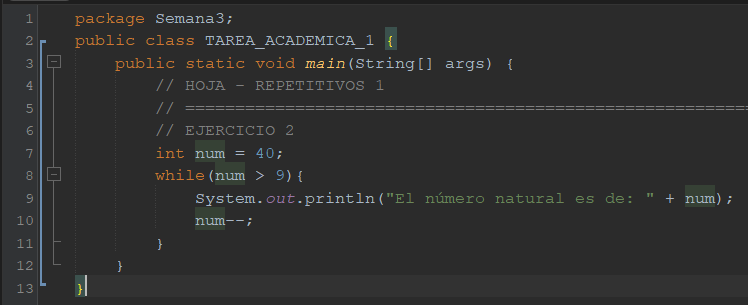 1 package Semana3;
2 public class TAREA_ACADEMICA_1 {
3 public static void main(String[] args) {
4 // HOJA - REPETITIVOS 1
5 // =========================================================
6 // EJERCICIO 2
7 int num = 40;
8 while(num > 9){
9 System.out.println("El número natural es de: " + num);
10 num--;
11 }
12 }
13 }